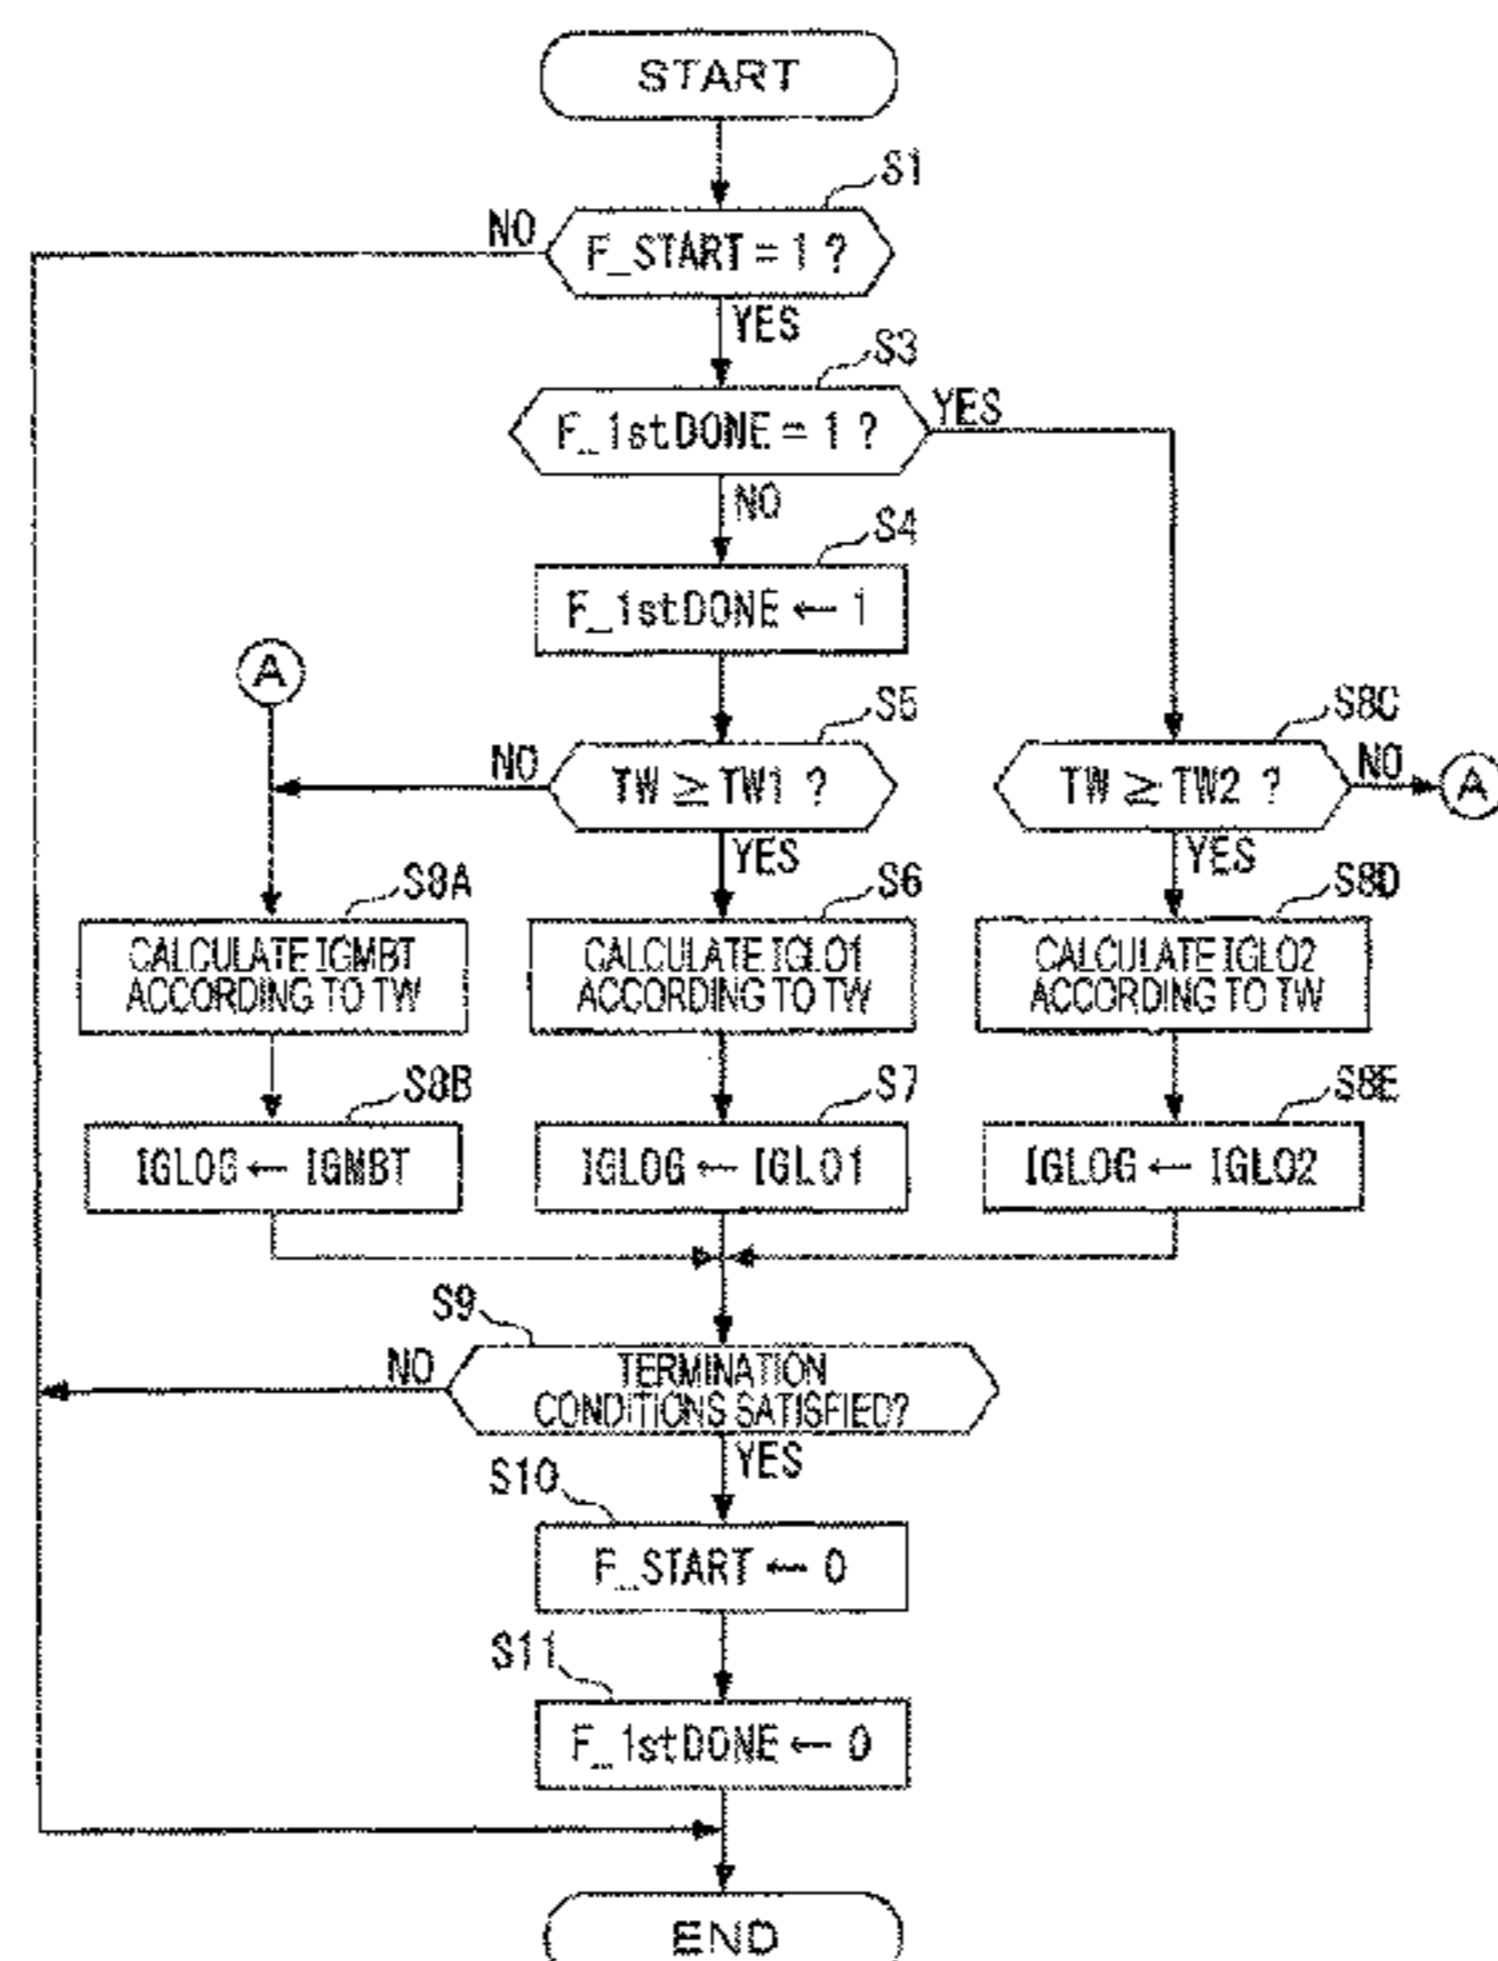 START
S1
NO
F_START = 1 ?
YES
S3
F_1stDONE = 1 ?
YES
NO
S4
F_1stDONE ← 1
A
S5
S8C
NO
TW ≧ TW1 ?
TW ≧ TW2 ?
NO
A
YES
YES
S8A
S6
S8D
CALCULATE IGMBT
ACCORDING TO TW
CALCULATE IGLO1
ACCORDING TO TW
CALCULATE IGLO2
ACCORDING TO TW
S8B
S7
S8E
IGLOG ← IGMBT
IGLOG ← IGLO1
IGLOG ← IGLO2
S9
NO
TERMINATION
CONDITIONS SATISFIED?
YES
S10
F_START ← 0
S11
F_1stDONE ← 0
END